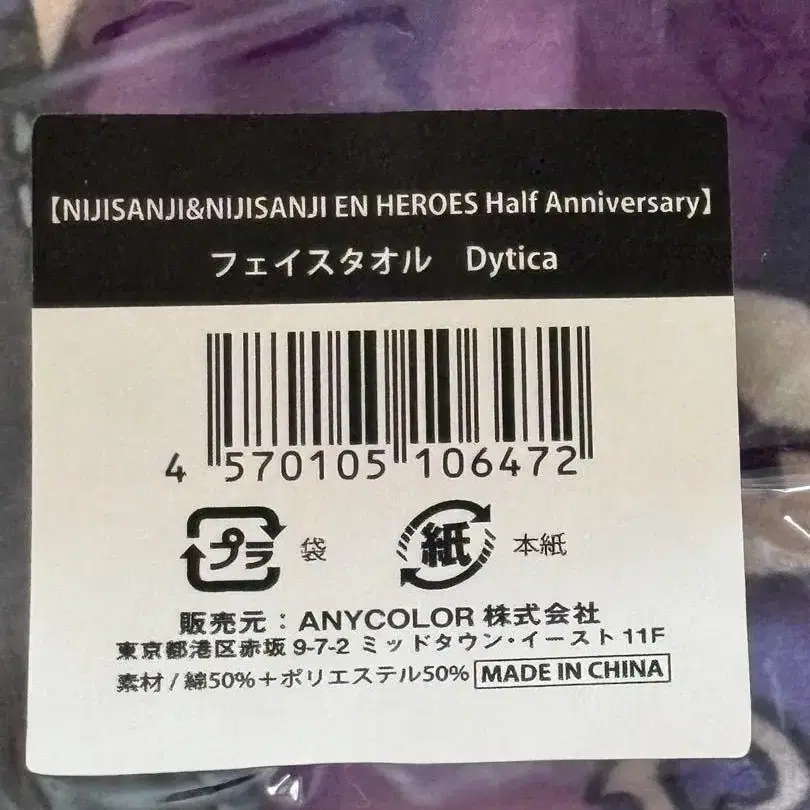 【NIJISANJI&NIJISANJI EN HEROES Half Anniversary】
フェイスタオル Dytica
4 570105 106472
プラ 袋 紙 本紙
販売元：ANYCOLOR 株式会社
東京都港区赤坂 9-7-2 ミッドタウン・イースト 11F
素材 / 綿50%＋ポリエステル50% MADE IN CHINA